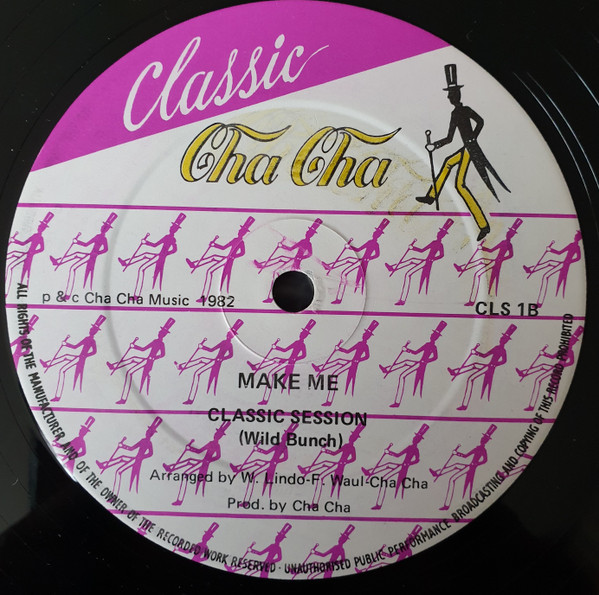 Classic
Cha Cha
p & c Cha Cha Music 1982
CLS 1B
MAKE ME
CLASSIC SESSION
(Wild Bunch)
Arranged by W. Lindo-F. Waul-Cha Cha
Prod. by Cha Cha
ALL RIGHTS OF THE MANUFACTURER AND OF THE OWNER OF THE RECORDED WORK RESERVED - UNAUTHORISED PUBLIC PERFORMANCE BROADCASTING AND COPYING OF THIS RECORD PROHIBITED